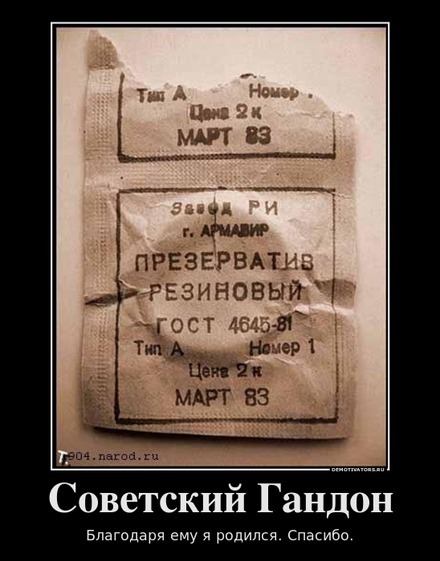 Тип А Номер
Цена 2 к
МАРТ 83
Завод РИ
г. АРМАВИР
ПРЕЗЕРВАТИВ
РЕЗИНОВЫЙ
ГОСТ 4645-81
Тип А Номер 1
Цена 2 к
МАРТ 83
904.narod.ru
DEMOTIVATORS.RU
Советский Гандон
Благодаря ему я родился. Спасибо.